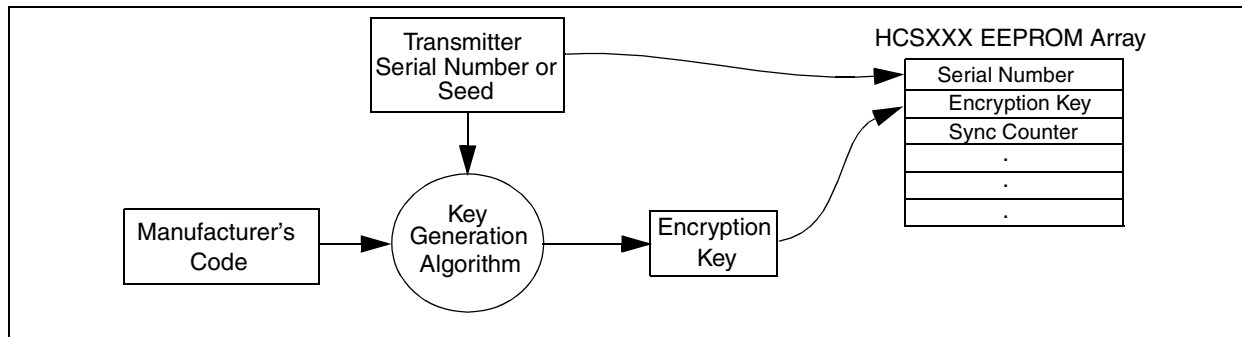 Transmitter
Serial Number or
Seed
HCSXXX EEPROM Array
Serial Number
Encryption Key
Sync Counter
.
.
.
Manufacturer's
Code
Key
Generation
Algorithm
Encryption
Key